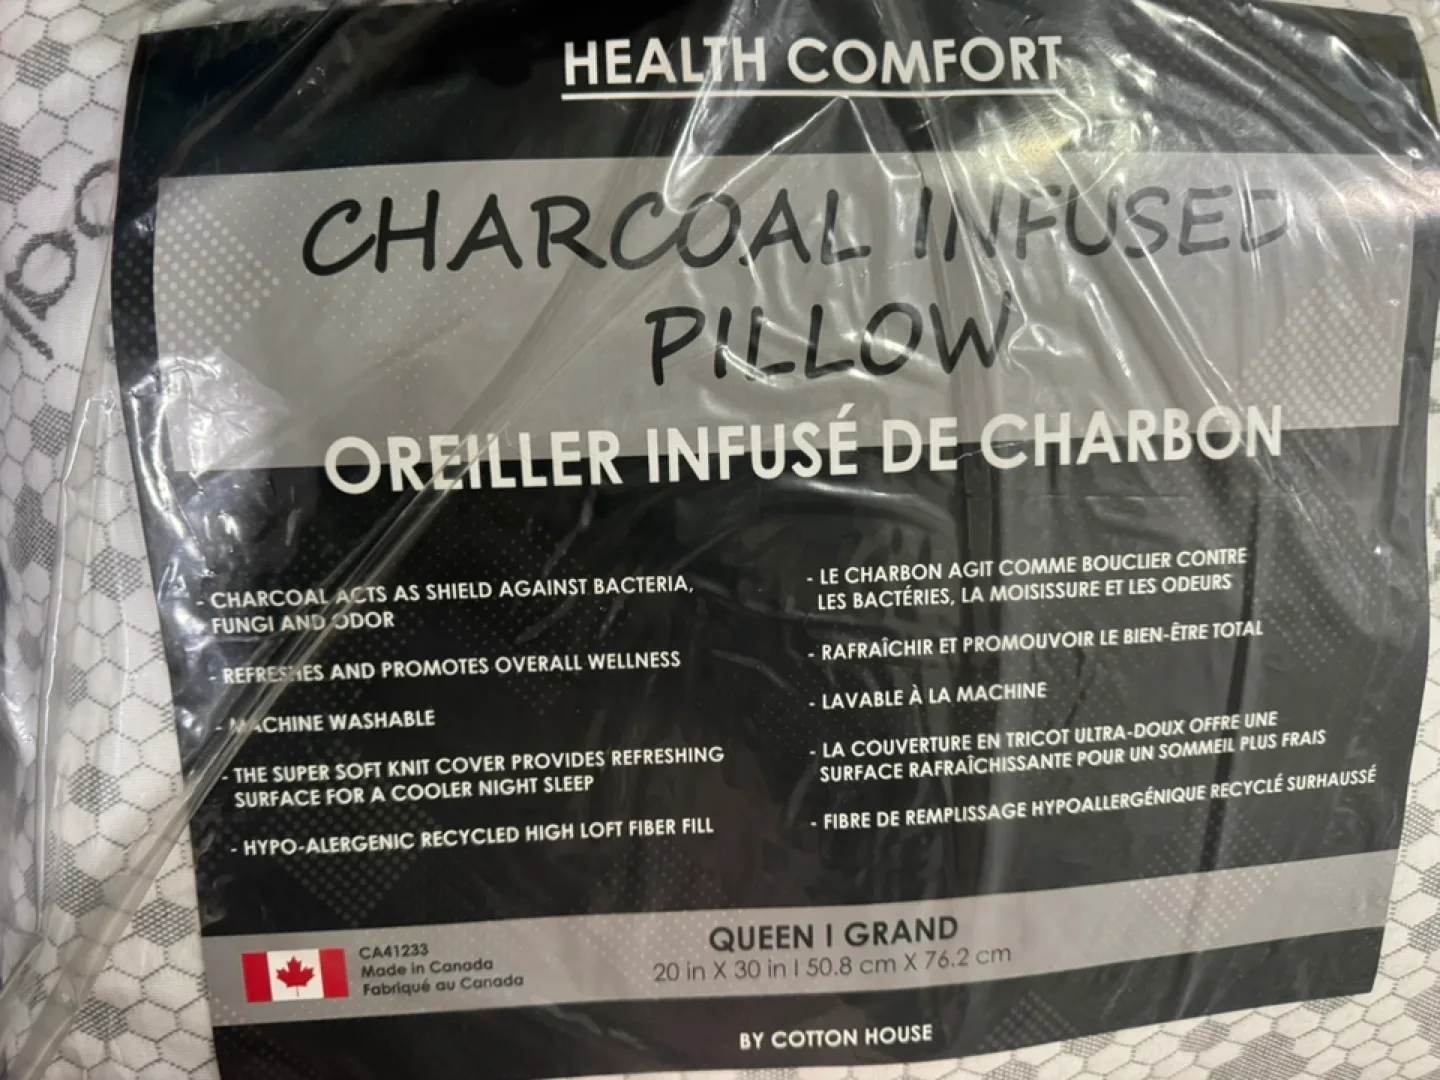 HEALTH COMFORT
CHARCOAL INFUSED
PILLOW
OREILLER INFUSÉ DE CHARBON
- CHARCOAL ACTS AS SHIELD AGAINST BACTERIA,
FUNGI AND ODOR
- REFRESHES AND PROMOTES OVERALL WELLNESS
- MACHINE WASHABLE
- THE SUPER SOFT KNIT COVER PROVIDES REFRESHING
SURFACE FOR A COOLER NIGHT SLEEP
- HYPO-ALERGENIC RECYCLED HIGH LOFT FIBER FILL
- LE CHARBON AGIT COMME BOUCLIER CONTRE
LES BACTÉRIES, LA MOISISSURE ET LES ODEURS
- RAFRAÎCHIR ET PROMOUVOIR LE BIEN-ÊTRE TOTAL
- LAVABLE À LA MACHINE
- LA COUVERTURE EN TRICOT ULTRA-DOUX OFFRE UNE
SURFACE RAFRAÎCHISSANTE POUR UN SOMMEIL PLUS FRAIS
- FIBRE DE REMPLISSAGE HYPOALLERGÉNIQUE RECYCLÉ SURHAUSSÉ
CA41233
Made in Canada
Fabriqué au Canada
QUEEN | GRAND
20 in X 30 in | 50.8 cm X 76.2 cm
BY COTTON HOUSE